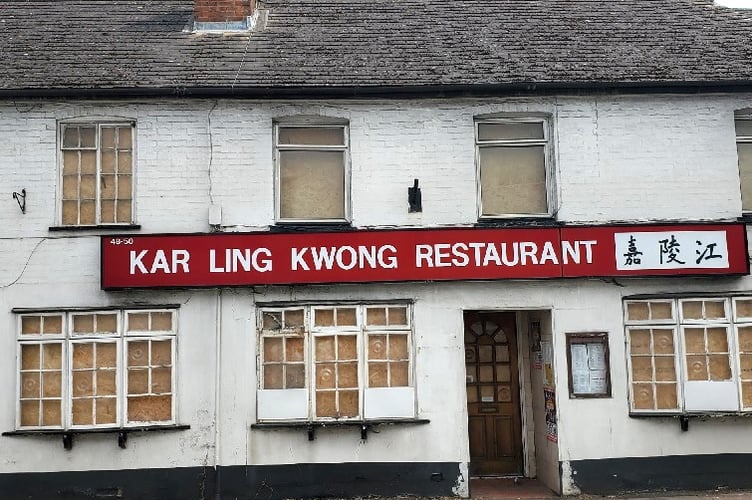 48-50
KAR LING KWONG RESTAURANT 嘉陵江